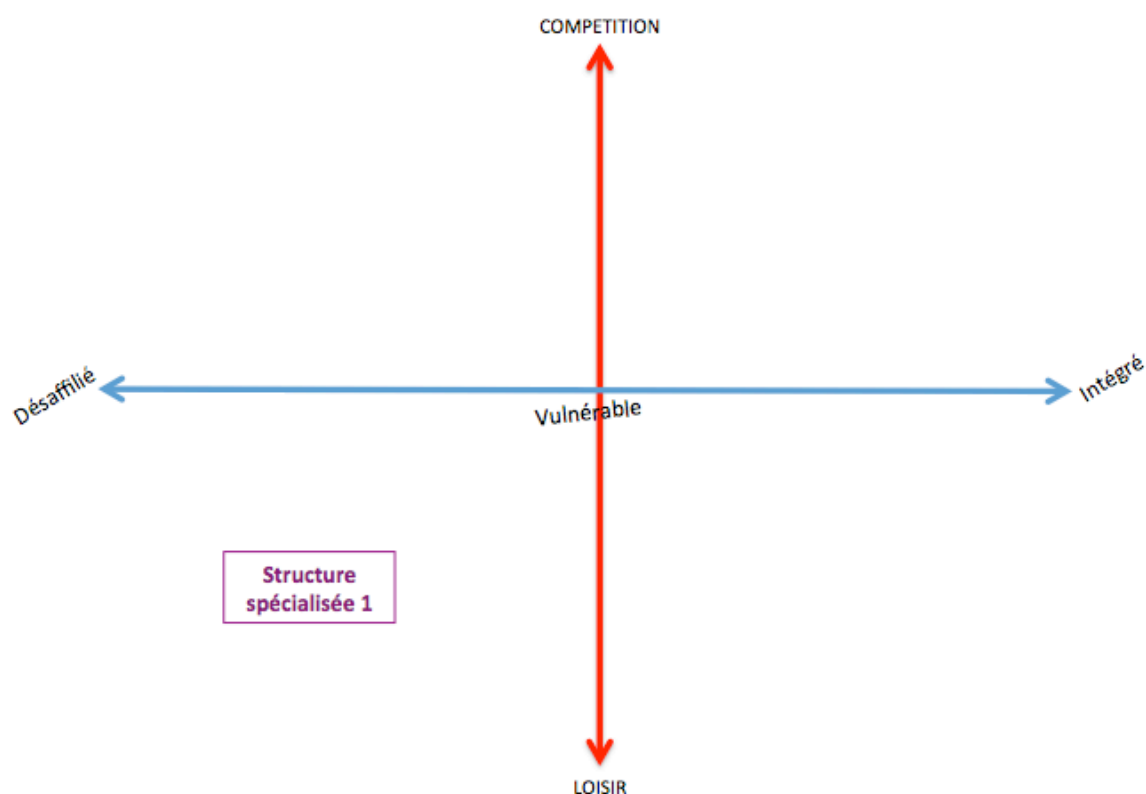 COMPETITION
Désaffilié
Vulnérable
Intégré
Structure
spécialisée 1
LOISIR